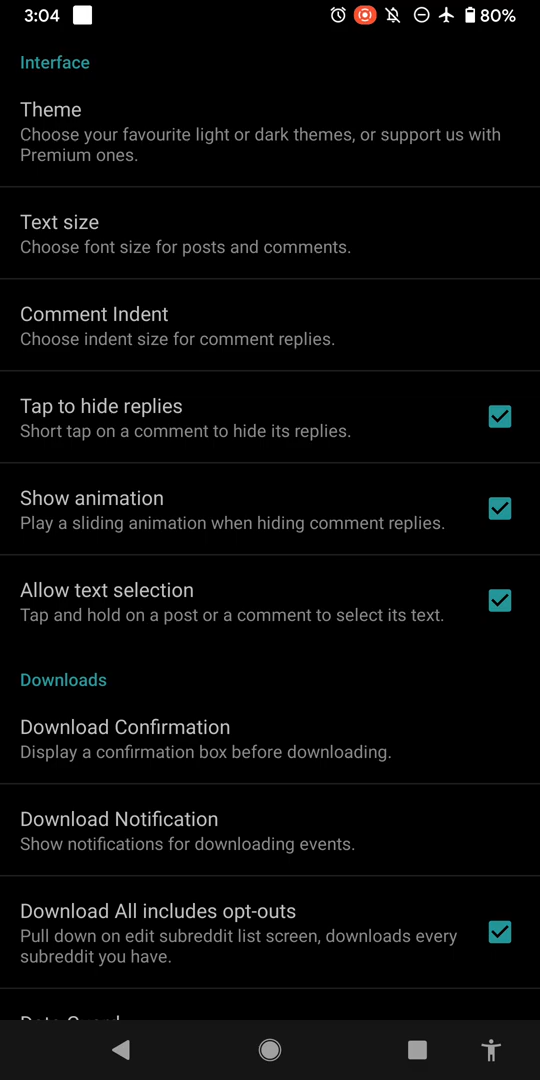 3:04
80%
Interface
Theme
Choose your favourite light or dark themes, or support us with
Premium ones.
Text size
Choose font size for posts and comments.
Comment Indent
Choose indent size for comment replies.
Tap to hide replies
Short tap on a comment to hide its replies.
Show animation
Play a sliding animation when hiding comment replies.
Allow text selection
Tap and hold on a post or a comment to select its text.
Downloads
Download Confirmation
Display a confirmation box before downloading.
Download Notification
Show notifications for downloading events.
Download All includes opt-outs
Pull down on edit subreddit list screen, downloads every
subreddit you have.